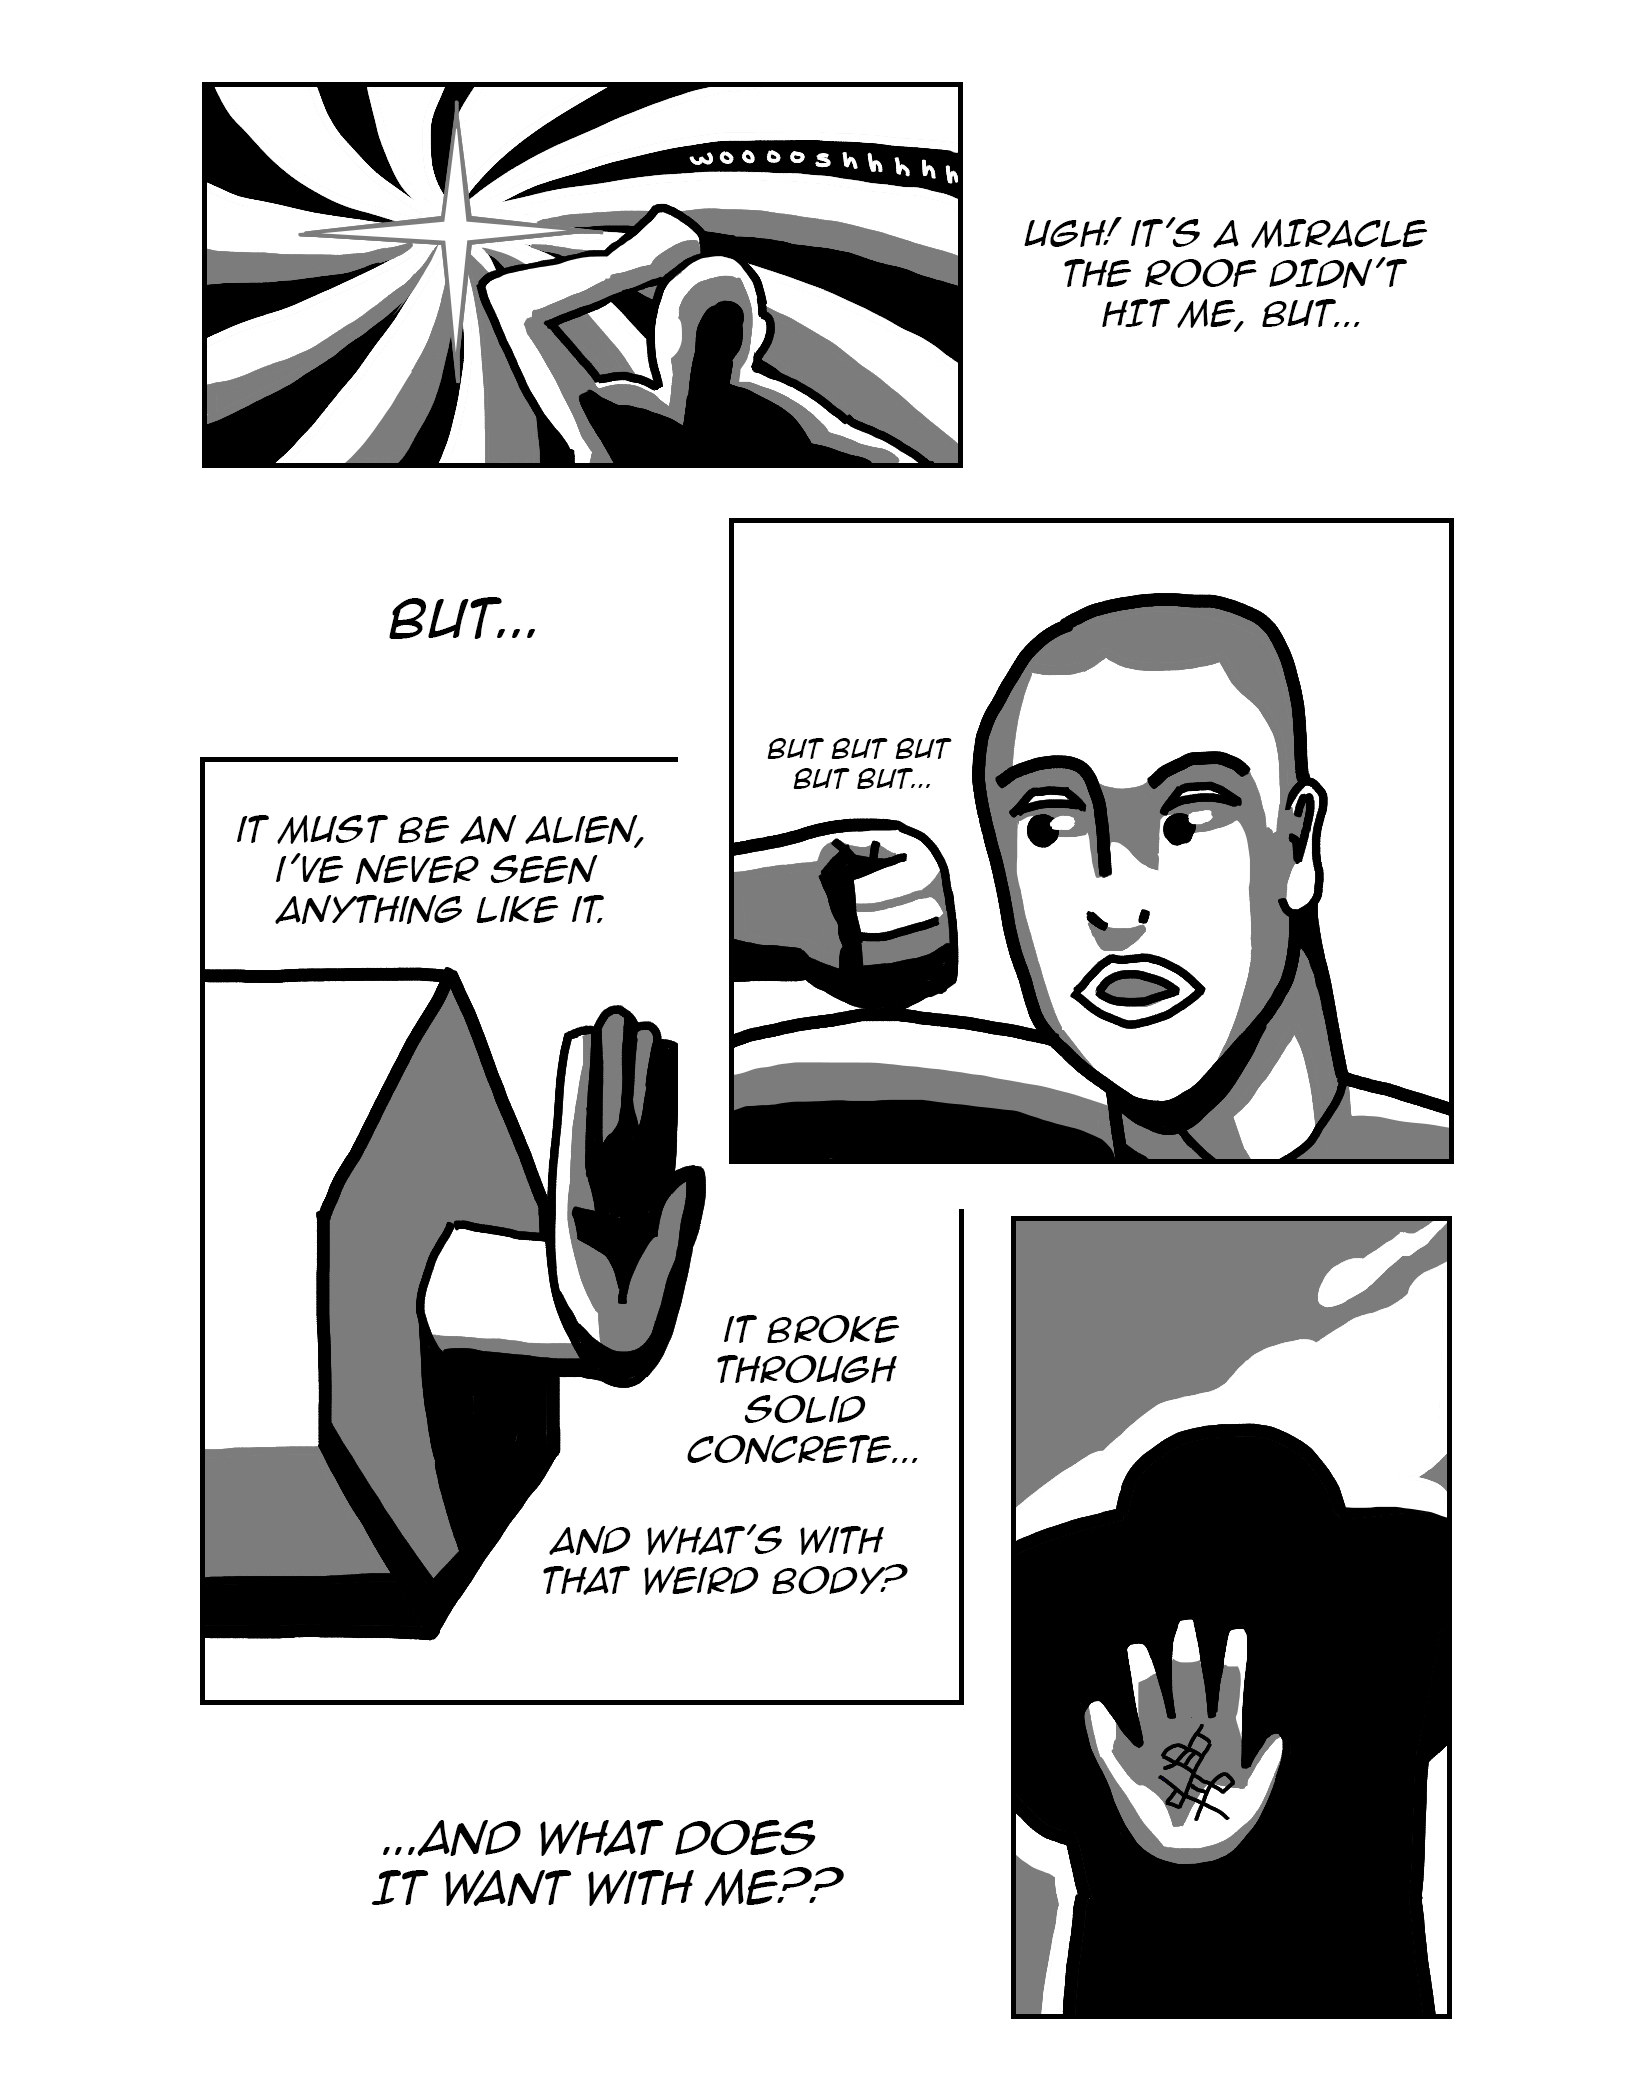 wooooshhhhh
UGH! IT'S A MIRACLE
THE ROOF DIDN'T
HIT ME, BUT...
BUT...
BUT BUT BUT
BUT BUT...
IT MUST BE AN ALIEN,
I'VE NEVER SEEN
ANYTHING LIKE IT.
IT BROKE
THROUGH
SOLID
CONCRETE...
AND WHAT'S WITH
THAT WEIRD BODY?
...AND WHAT DOES
IT WANT WITH ME??